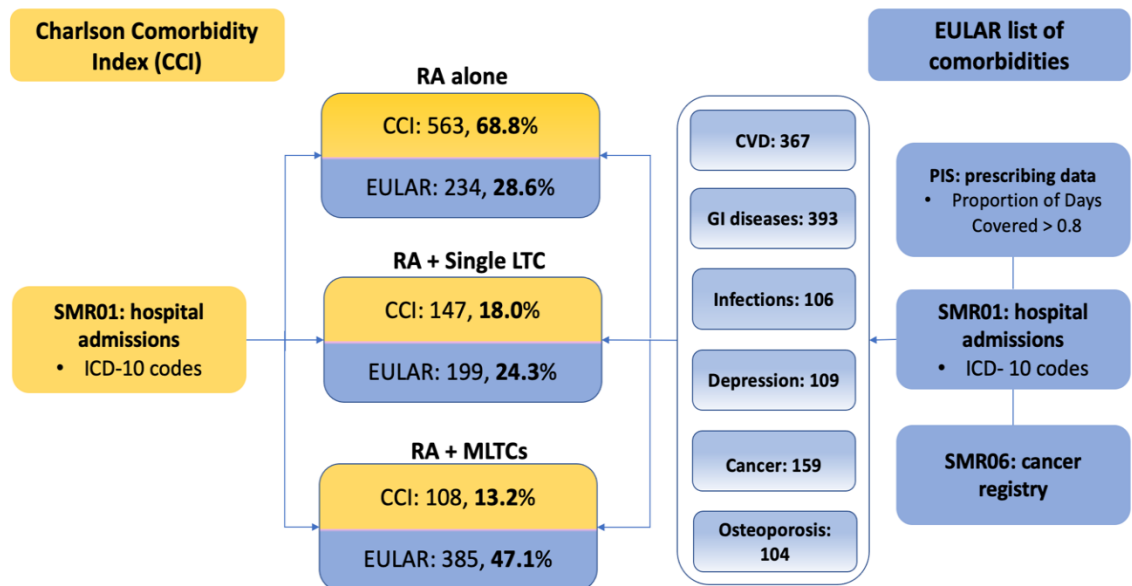 Charlson Comorbidity
Index (CCI)
SMR01: hospital
admissions
• ICD-10 codes
RA alone
CCI: 563, 68.8%
EULAR: 234, 28.6%
RA + Single LTC
CCI: 147, 18.0%
EULAR: 199, 24.3%
RA + MLTCs
CCI: 108, 13.2%
EULAR: 385, 47.1%
CVD: 367
GI diseases: 393
Infections: 106
Depression: 109
Cancer: 159
Osteoporosis:
104
EULAR list of
comorbidities
PIS: prescribing data
• Proportion of Days
Covered > 0.8
SMR01: hospital
admissions
• ICD- 10 codes
SMR06: cancer
registry